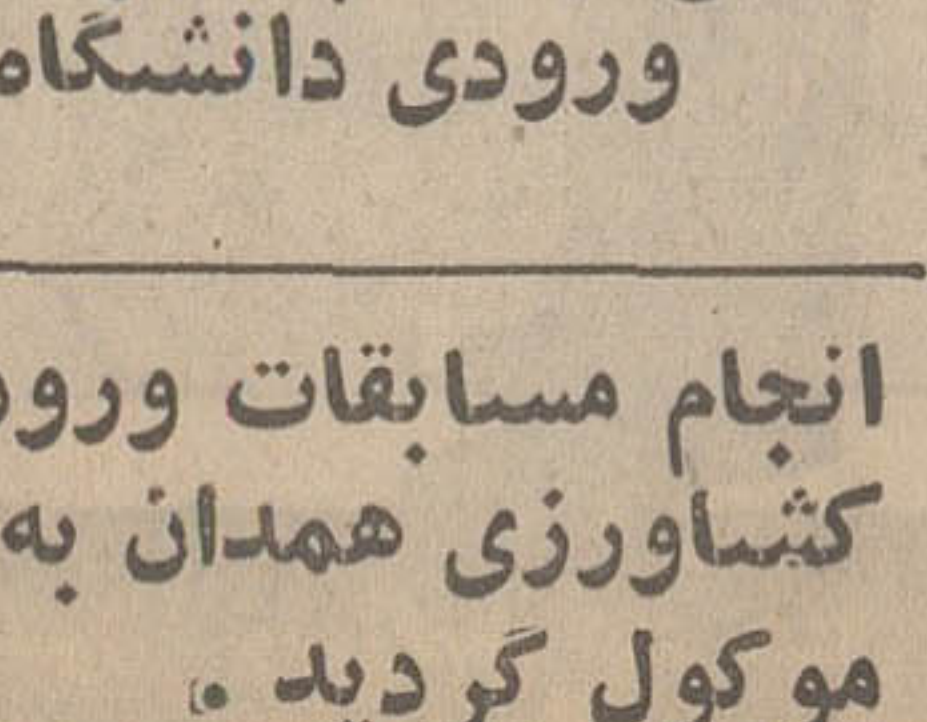 ورودی دانشگاه
انجام مسابقات
کشاورزی همدان به
موکول گردید .